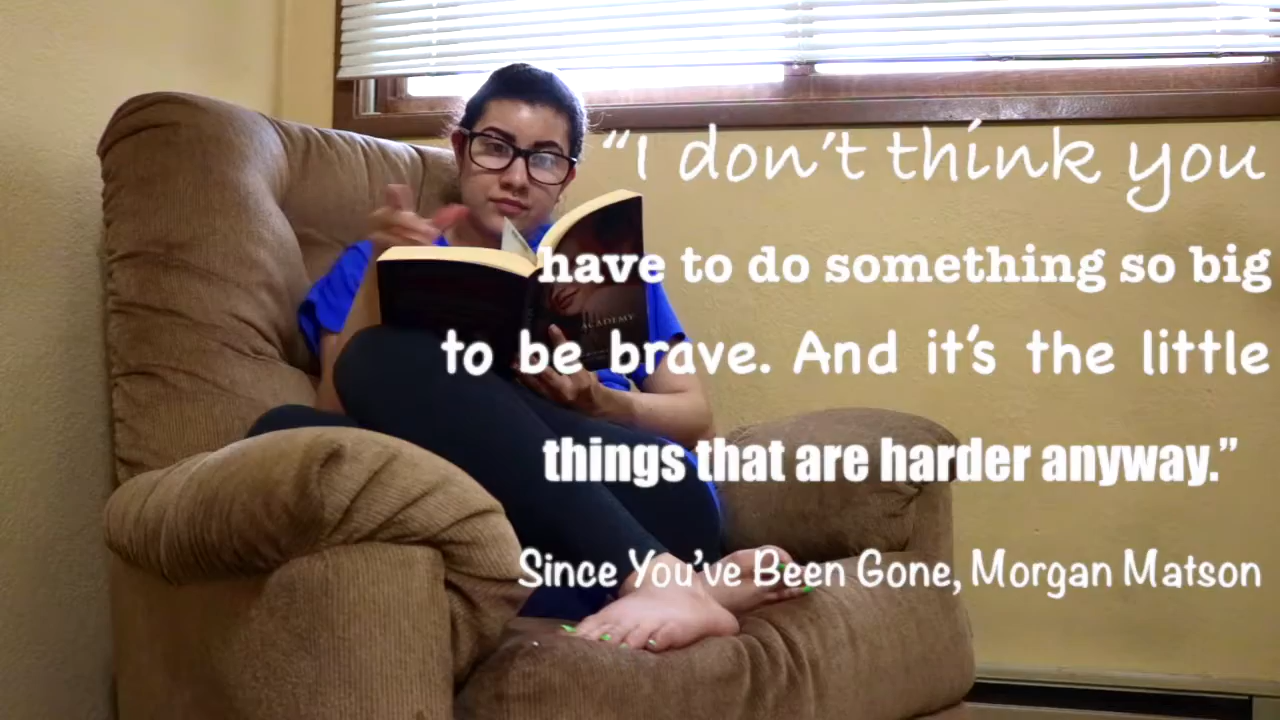 “I don’t think you
have to do something so big
ACADEMY
to be brave. And it’s the little
things that are harder anyway.”
Since You’ve Been Gone, Morgan Matson